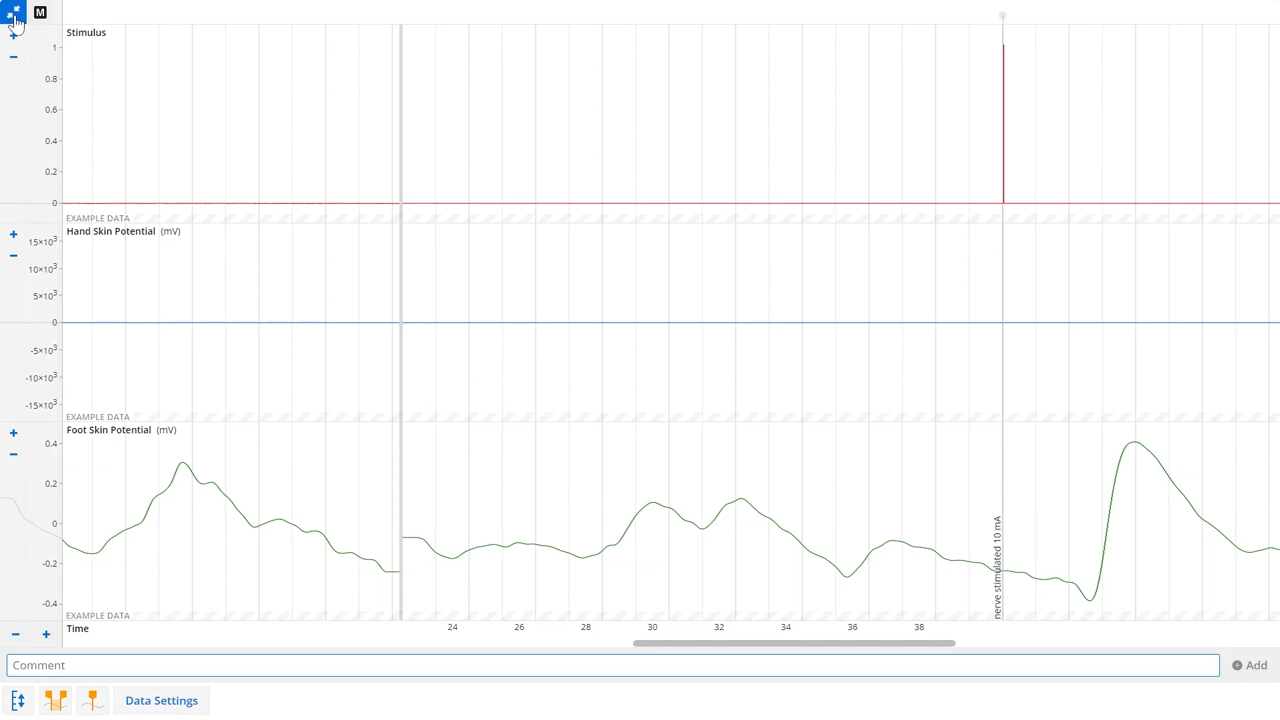 M
Stimulus
1
0.8
0.6
0.4
0.2
0
EXAMPLE DATA
Hand Skin Potential (mV)
15×10³
10×10³
5×10³
0
-5×10³
-10×10³
-15×10³
EXAMPLE DATA
Foot Skin Potential (mV)
0.4
0.2
0
-0.2
-0.4
nerve stimulated 10 mA
EXAMPLE DATA
Time 24 26 28 30 32 34 36 38
Comment Add
Data Settings